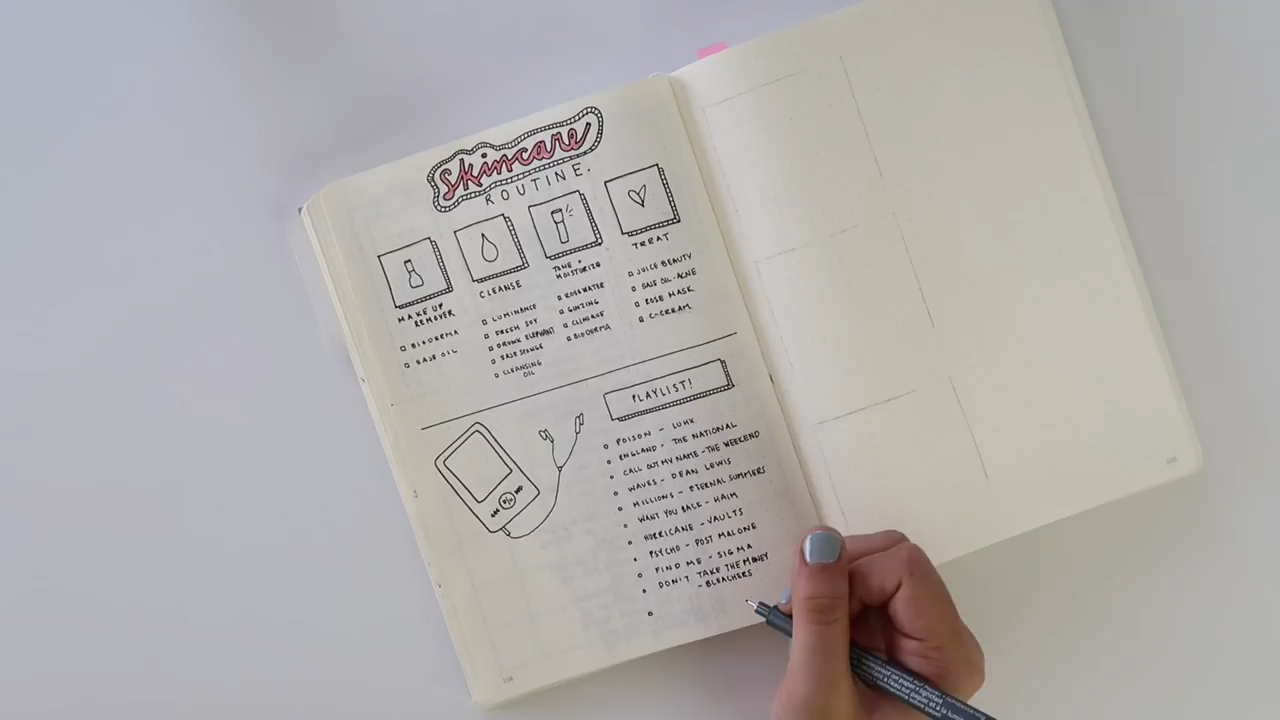 Skincare
ROUTINE.
MAKE UP
REMOVER
BIODERMA
SAJE OIL
CLEANSE
LUMINANCE
FRESH SOY
DRUNK ELEPHANT
SAJE SPONGE
CLEANSING
OIL
TONE +
MOISTURIZE
ROSEWATER
GINZING
CLINIQUE
BIODERMA
TREAT
JUICE BEAUTY
SAJE OIL-ACNE
ROSE MASK
C-CREAM
PLAYLIST!
POISON - LUHX
ENGLAND - THE NATIONAL
CALL OUT MY NAME - THE WEEKEND
WAVES - DEAN LEWIS
MILLIONS - ETERNAL SUMMERS
WANT YOU BACK - HAIM
HURRICANE - VAULTS
PSYCHO - POST MALONE
FIND ME - SIGMA
DON'T TAKE THE MONEY
- BLEACHERS